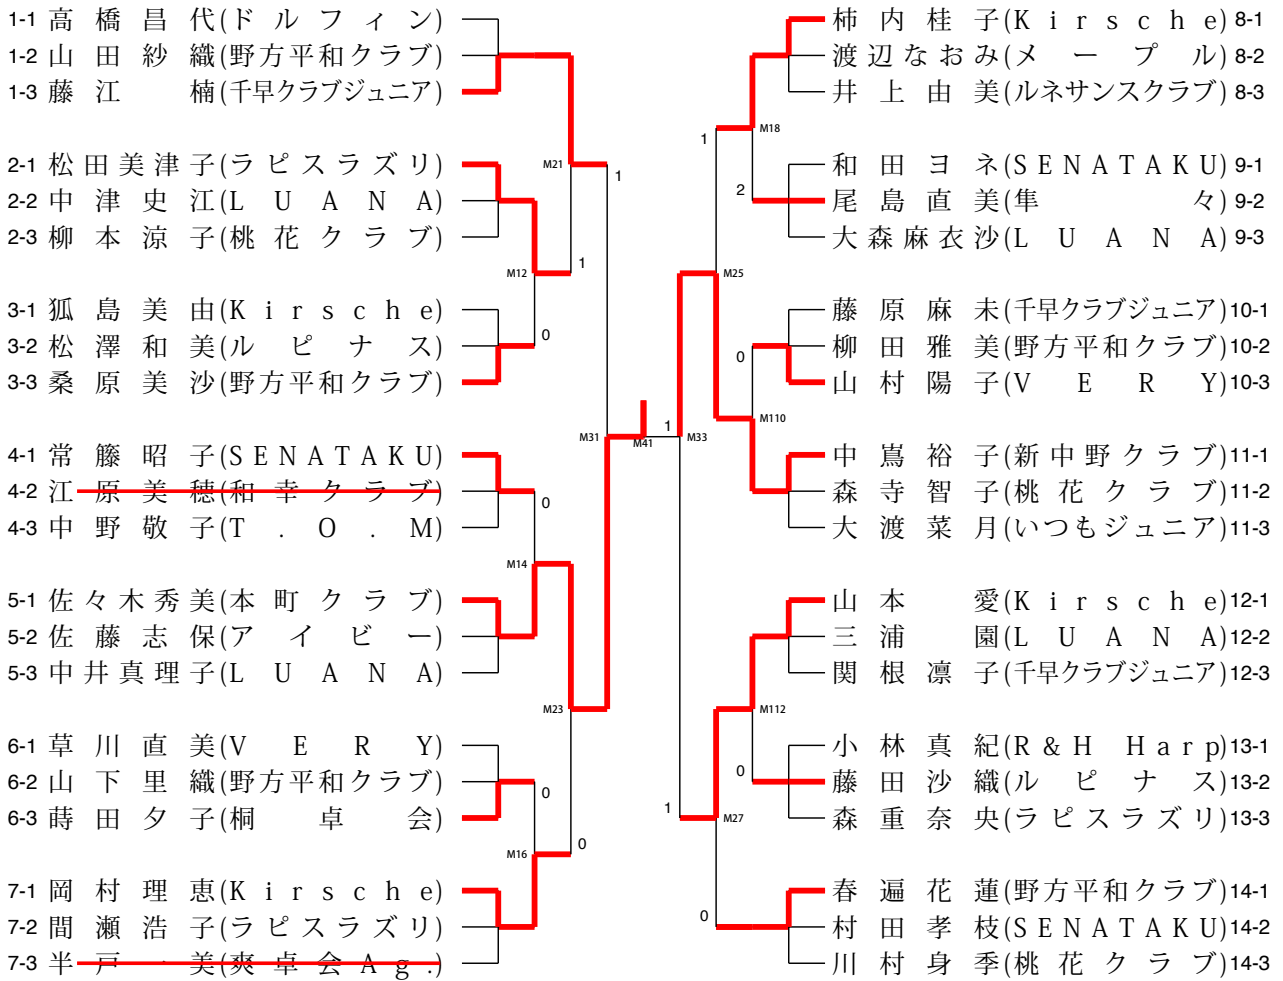 1-1 高橋昌代(ドルフィン)
1-2 山田紗織(野方平和クラブ)
1-3 藤江楠(千早クラブジュニア)
2-1 松田美津子(ラピスラズリ)
2-2 中津史江(LUANA)
2-3 柳本涼子(桃花クラブ)
3-1 狐島美由(Kirsche)
3-2 松澤和美(ルピナス)
3-3 桑原美沙(野方平和クラブ)
4-1 常籐昭子(SENATAKU)
4-2 江原美穂(和幸クラブ)
4-3 中野敬子(T.O.M)
5-1 佐々木秀美(本町クラブ)
5-2 佐藤志保(アイビー)
5-3 中井真理子(LUANA)
6-1 草川直美(VERY)
6-2 山下里織(野方平和クラブ)
6-3 蒔田夕子(桐卓会)
7-1 岡村理恵(Kirsche)
7-2 間瀬浩子(ラピスラズリ)
7-3 半戸一美(爽卓会Ag.)
M21
1
M12
1
0
M31
M14
0
M23
0
M16
0
M41
1
M33
1
M18
2
M25
0
M110
M112
0
1
M27
0
柿内桂子(Kirsche) 8-1
渡辺なおみ(メープル) 8-2
井上由美(ルネサンスクラブ) 8-3
和田ヨネ(SENATAKU) 9-1
尾島直美(隼々) 9-2
大森麻衣沙(LUANA) 9-3
藤原麻未(千早クラブジュニア) 10-1
柳田雅美(野方平和クラブ) 10-2
山村陽子(VERY) 10-3
中嶌裕子(新中野クラブ) 11-1
森寺智子(桃花クラブ) 11-2
大渡菜月(いつもジュニア) 11-3
山本愛(Kirsche) 12-1
三浦園(LUANA) 12-2
関根凛子(千早クラブジュニア) 12-3
小林真紀(R&H Harp) 13-1
藤田沙織(ルピナス) 13-2
森重奈央(ラピスラズリ) 13-3
春遍花蓮(野方平和クラブ) 14-1
村田孝枝(SENATAKU) 14-2
川村身季(桃花クラブ) 14-3